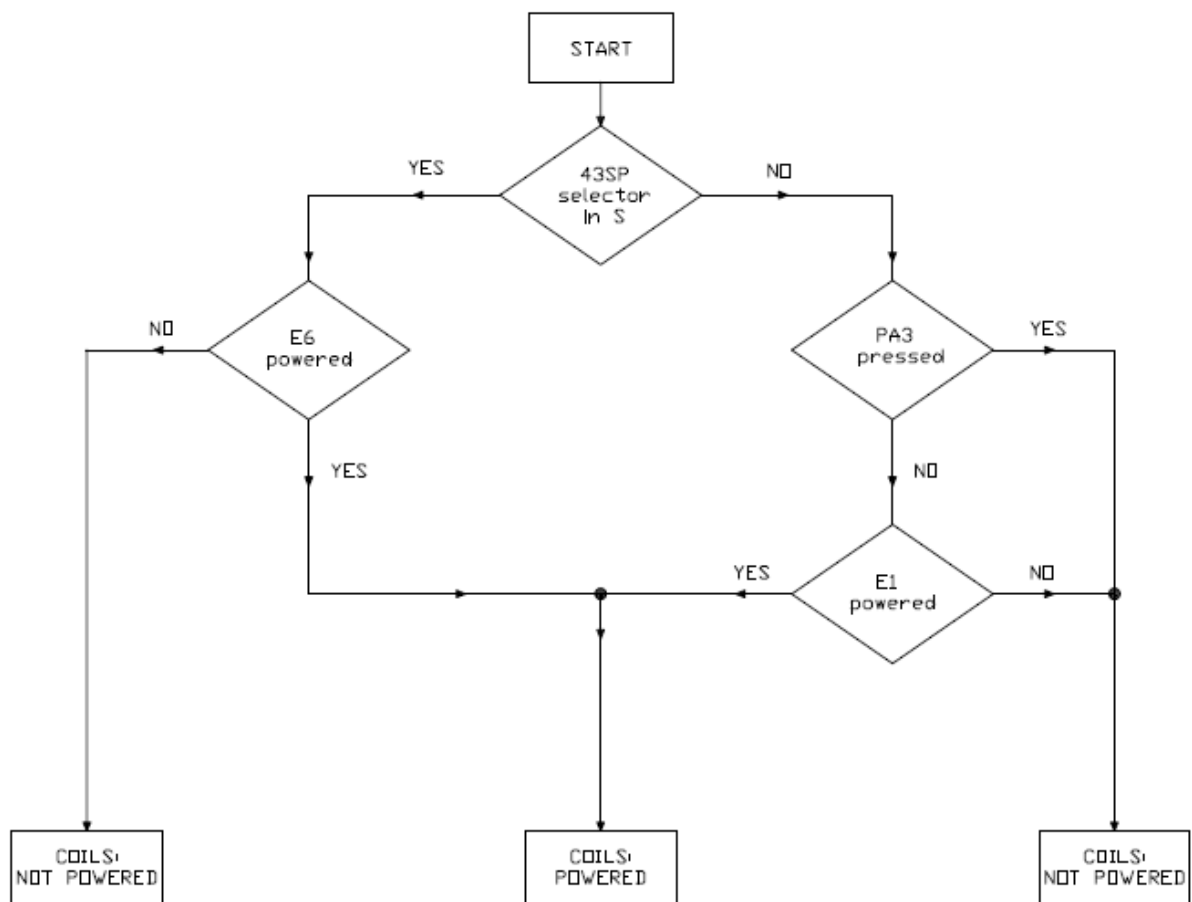 START
YES
43SP
selector
In S
NO
NO
E6
powered
PA3
pressed
YES
YES
NO
YES
E1
powered
NO
COILS:
NOT POWERED
COILS:
POWERED
COILS:
NOT POWERED